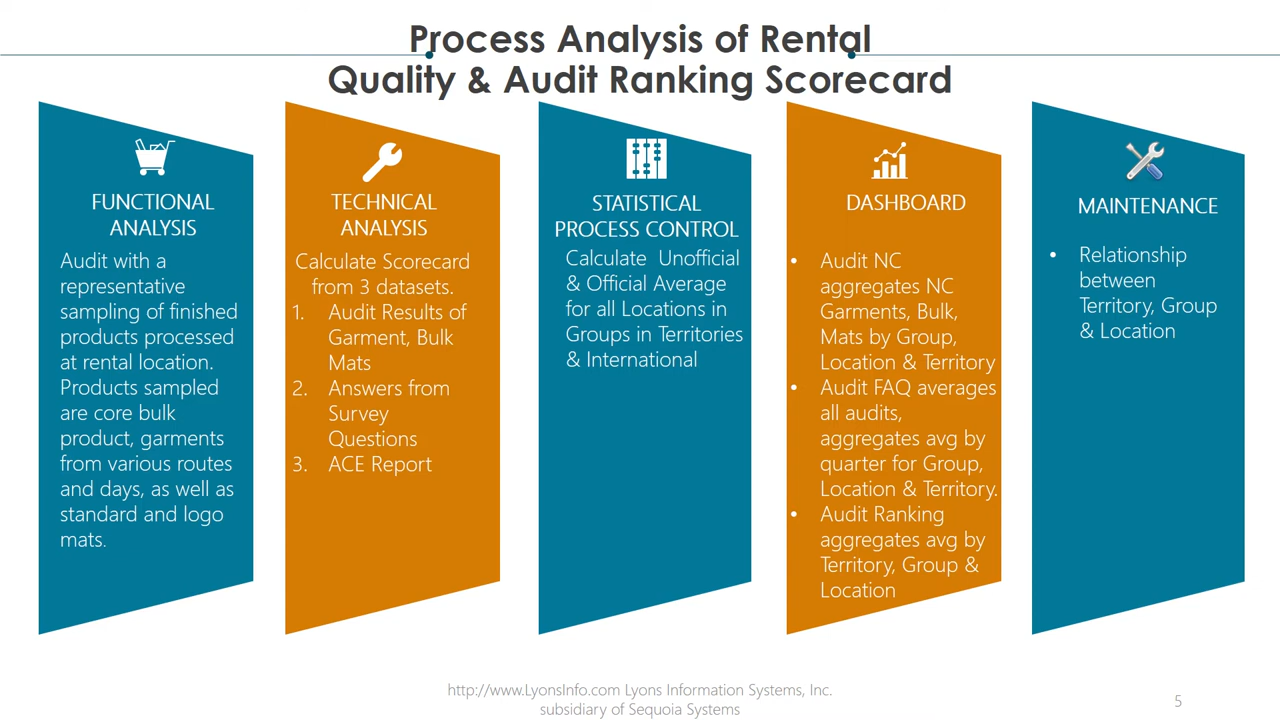 Process Analysis of Rental
Quality & Audit Ranking Scorecard
FUNCTIONAL
ANALYSIS
Audit with a
representative
sampling of finished
products processed
at rental location.
Products sampled
are core bulk
product, garments
from various routes
and days, as well as
standard and logo
mats.
TECHNICAL
ANALYSIS
Calculate Scorecard
from 3 datasets.
1. Audit Results of
Garment, Bulk
Mats
2. Answers from
Survey
Questions
3. ACE Report
STATISTICAL
PROCESS CONTROL
Calculate Unofficial
& Official Average
for all Locations in
Groups in Territories
& International
DASHBOARD
• Audit NC
aggregates NC
Garments, Bulk,
Mats by Group,
Location & Territory
• Audit FAQ averages
all audits,
aggregates avg by
quarter for Group,
Location & Territory.
• Audit Ranking
aggregates avg by
Territory, Group &
Location
MAINTENANCE
• Relationship
between
Territory, Group
& Location
http://www.LyonsInfo.com Lyons Information Systems, Inc.
subsidiary of Sequoia Systems
5